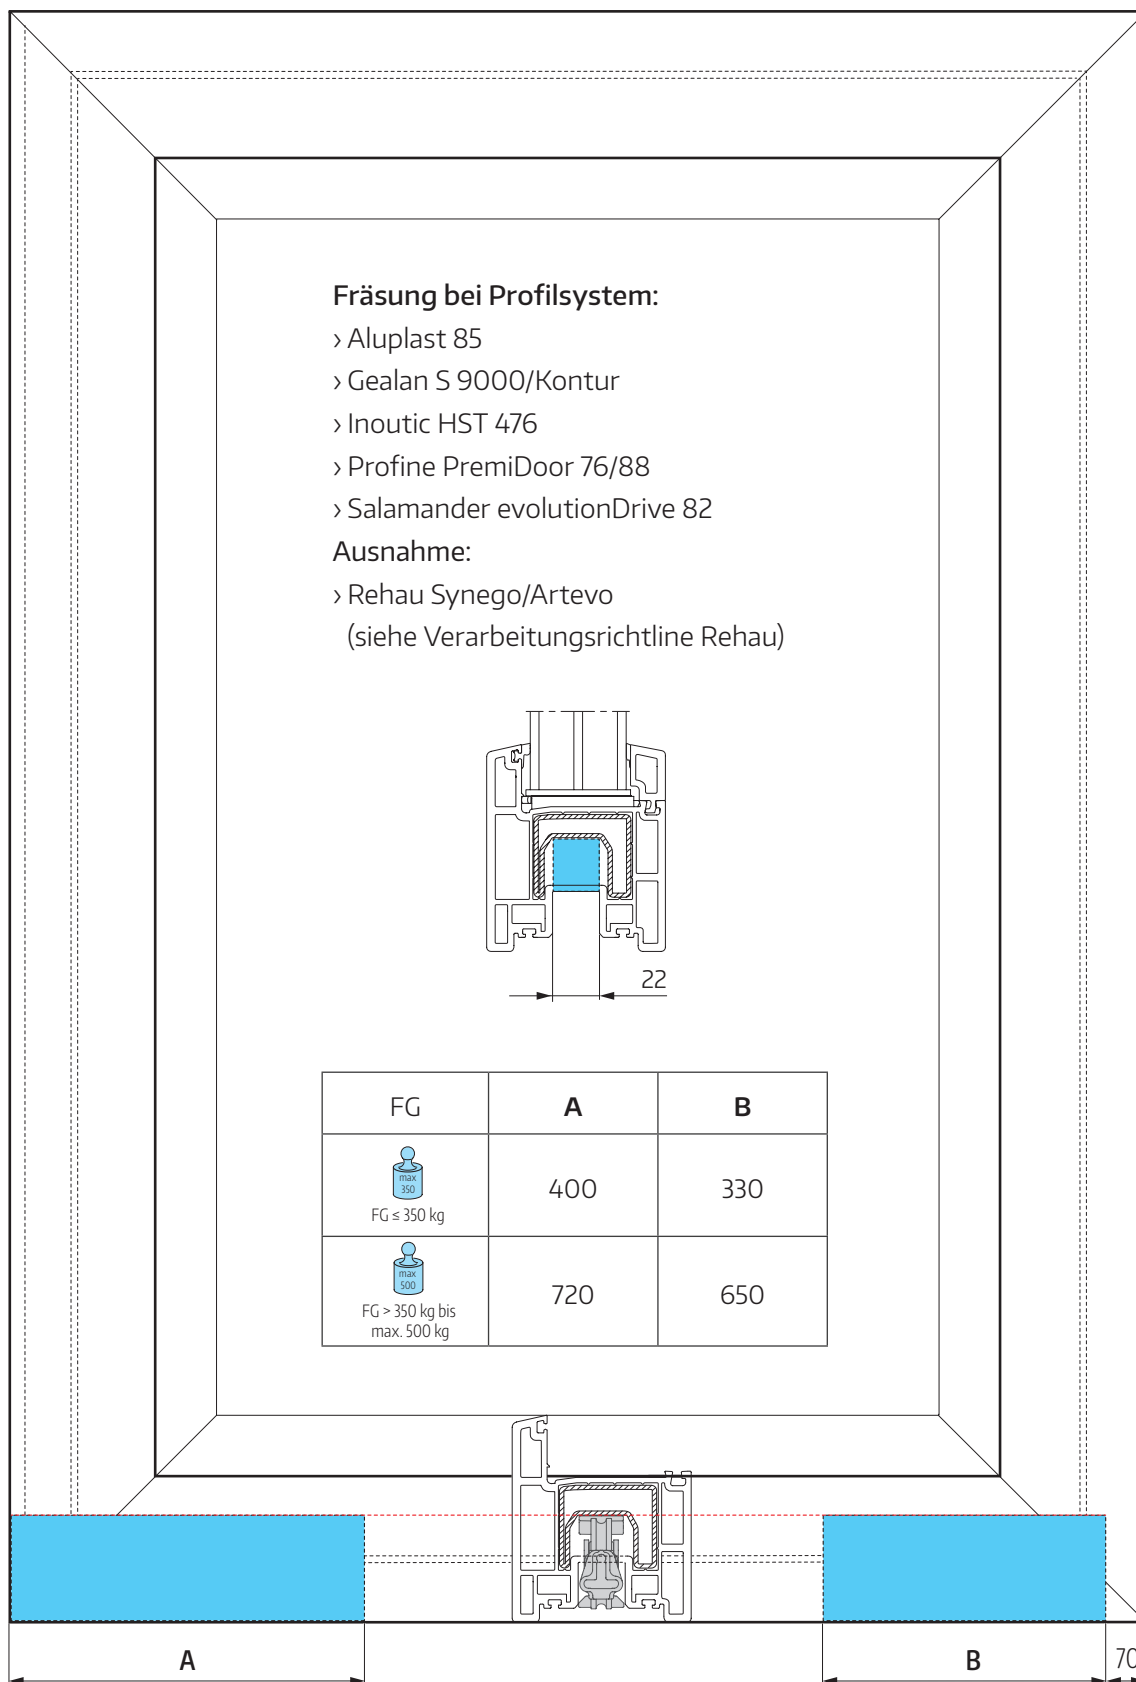 Fräsung bei Profilsystem:
› Aluplast 85
› Gealan S 9000/Kontur
› Inoutic HST 476
› Profine PremiDoor 76/88
› Salamander evolutionDrive 82
Ausnahme:
› Rehau Synego/Artevo
(siehe Verarbeitungsrichtline Rehau)
22
FG A B
max
350
FG ≤ 350 kg
400 330
max
500
FG > 350 kg bis
max. 500 kg
720 650
A B 70